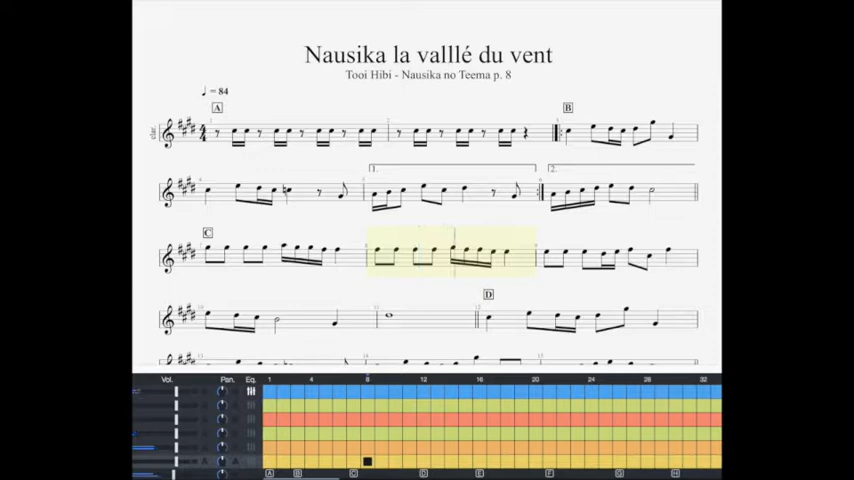 Nausika la valllé du vent
Tooi Hibi - Nausika no Teema p. 8
♩ = 84
A
B
clar.
1.
2.
C
D
Vol. Pan. Eq. 1 4 8 12 16 20 24 28 32
A B C D E F G H